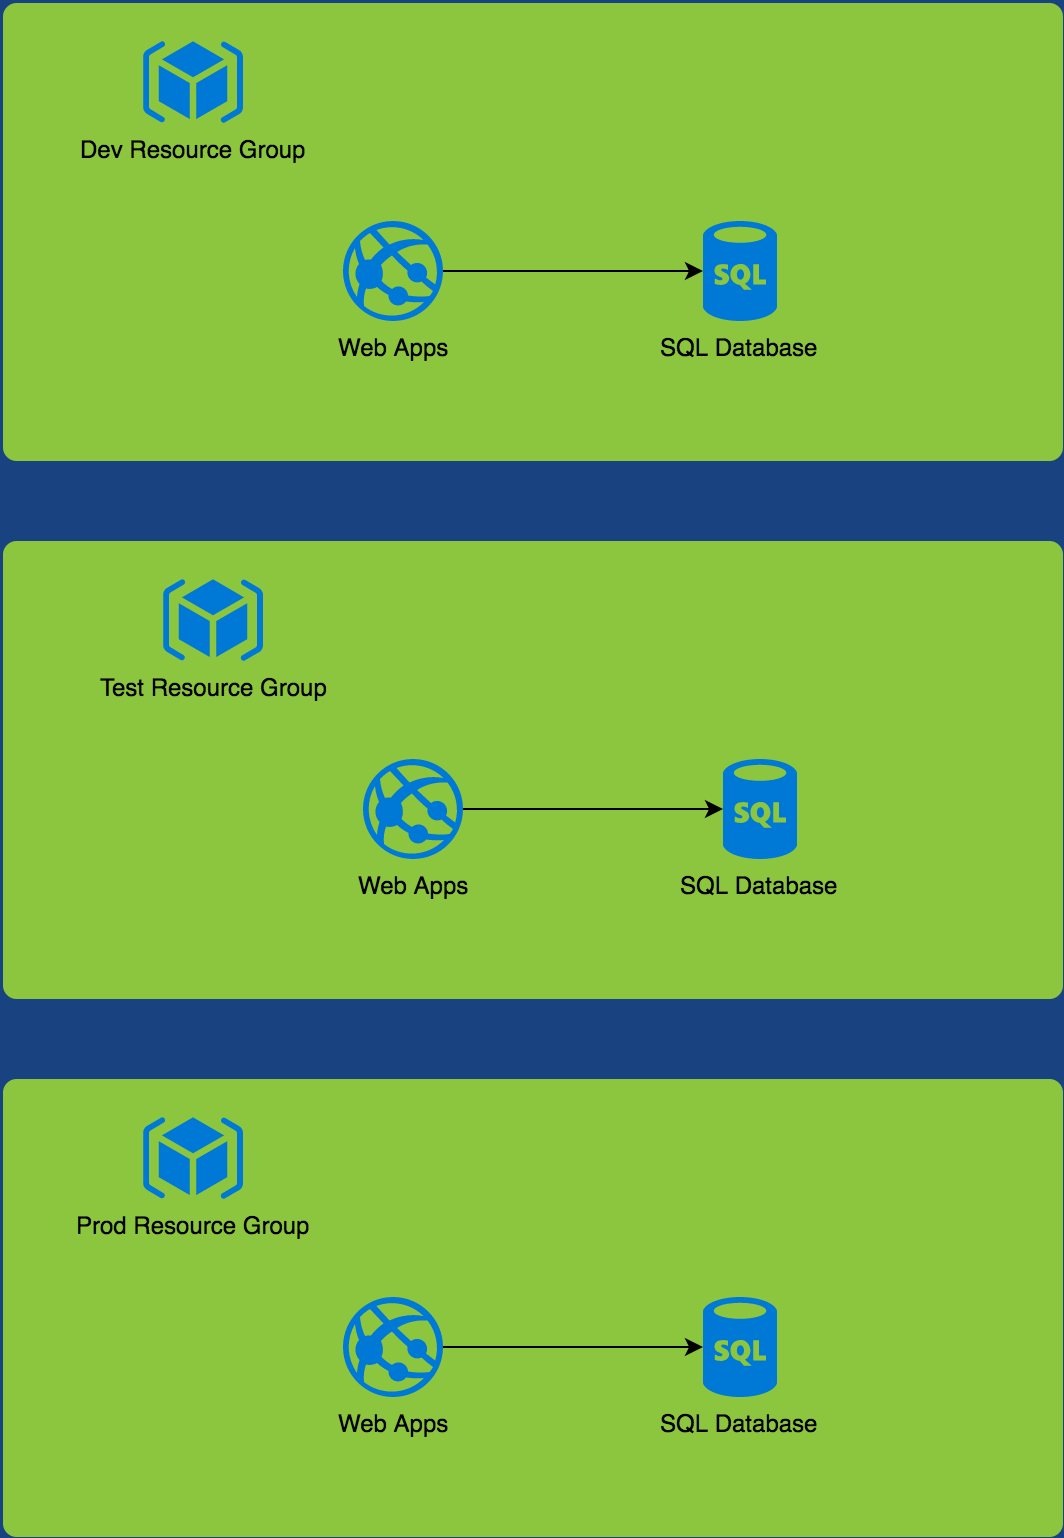 Dev Resource Group
SQL
Web Apps
SQL Database
Test Resource Group
SQL
Web Apps
SQL Database
Prod Resource Group
SQL
Web Apps
SQL Database